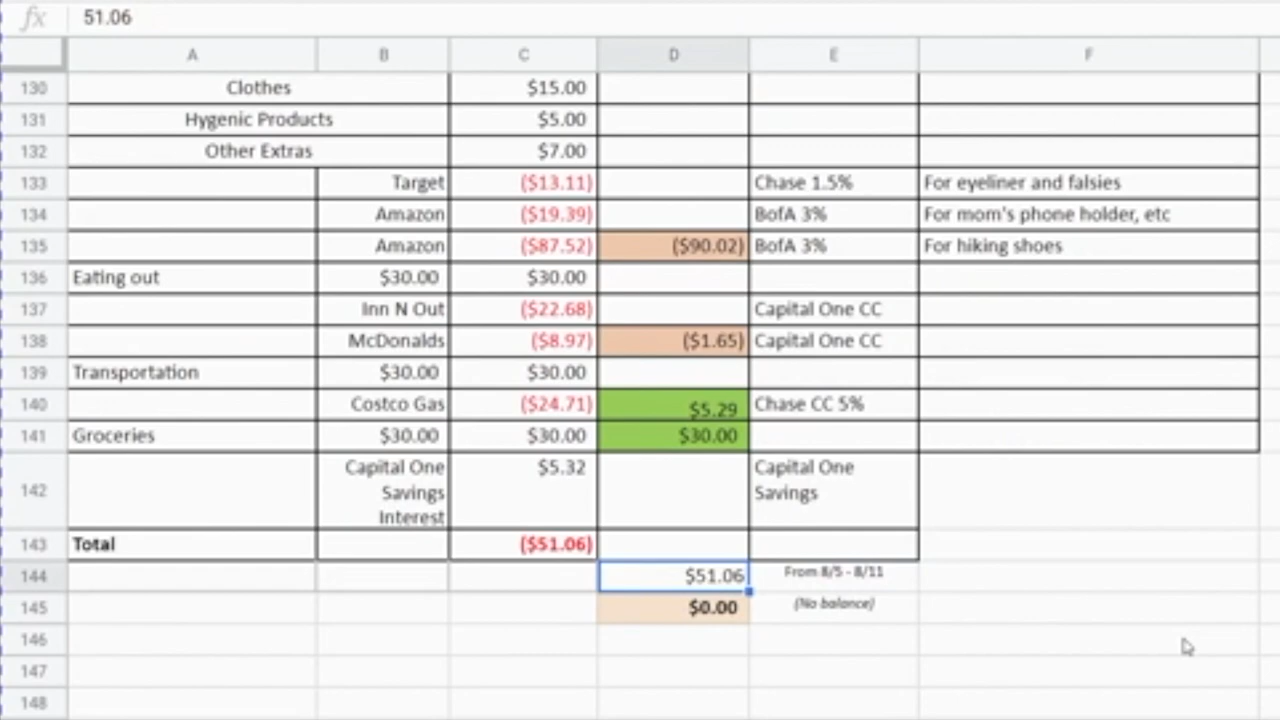 fx 51.06
A B C D E F
130 Clothes $15.00
131 Hygenic Products $5.00
132 Other Extras $7.00
133 Target ($13.11) Chase 1.5% For eyeliner and falsies
134 Amazon ($19.39) BofA 3% For mom's phone holder, etc
135 Amazon ($87.52) ($90.02) BofA 3% For hiking shoes
136 Eating out $30.00 $30.00
137 Inn N Out ($22.68) Capital One CC
138 McDonalds ($8.97) ($1.65) Capital One CC
139 Transportation $30.00 $30.00
140 Costco Gas ($24.71) $5.29 Chase CC 5%
141 Groceries $30.00 $30.00 $30.00
142 Capital One Savings Interest $5.32 Capital One Savings
143 Total ($51.06)
144 $51.06 From 8/5 - 8/11
145 $0.00 (No balance)
146
147
148